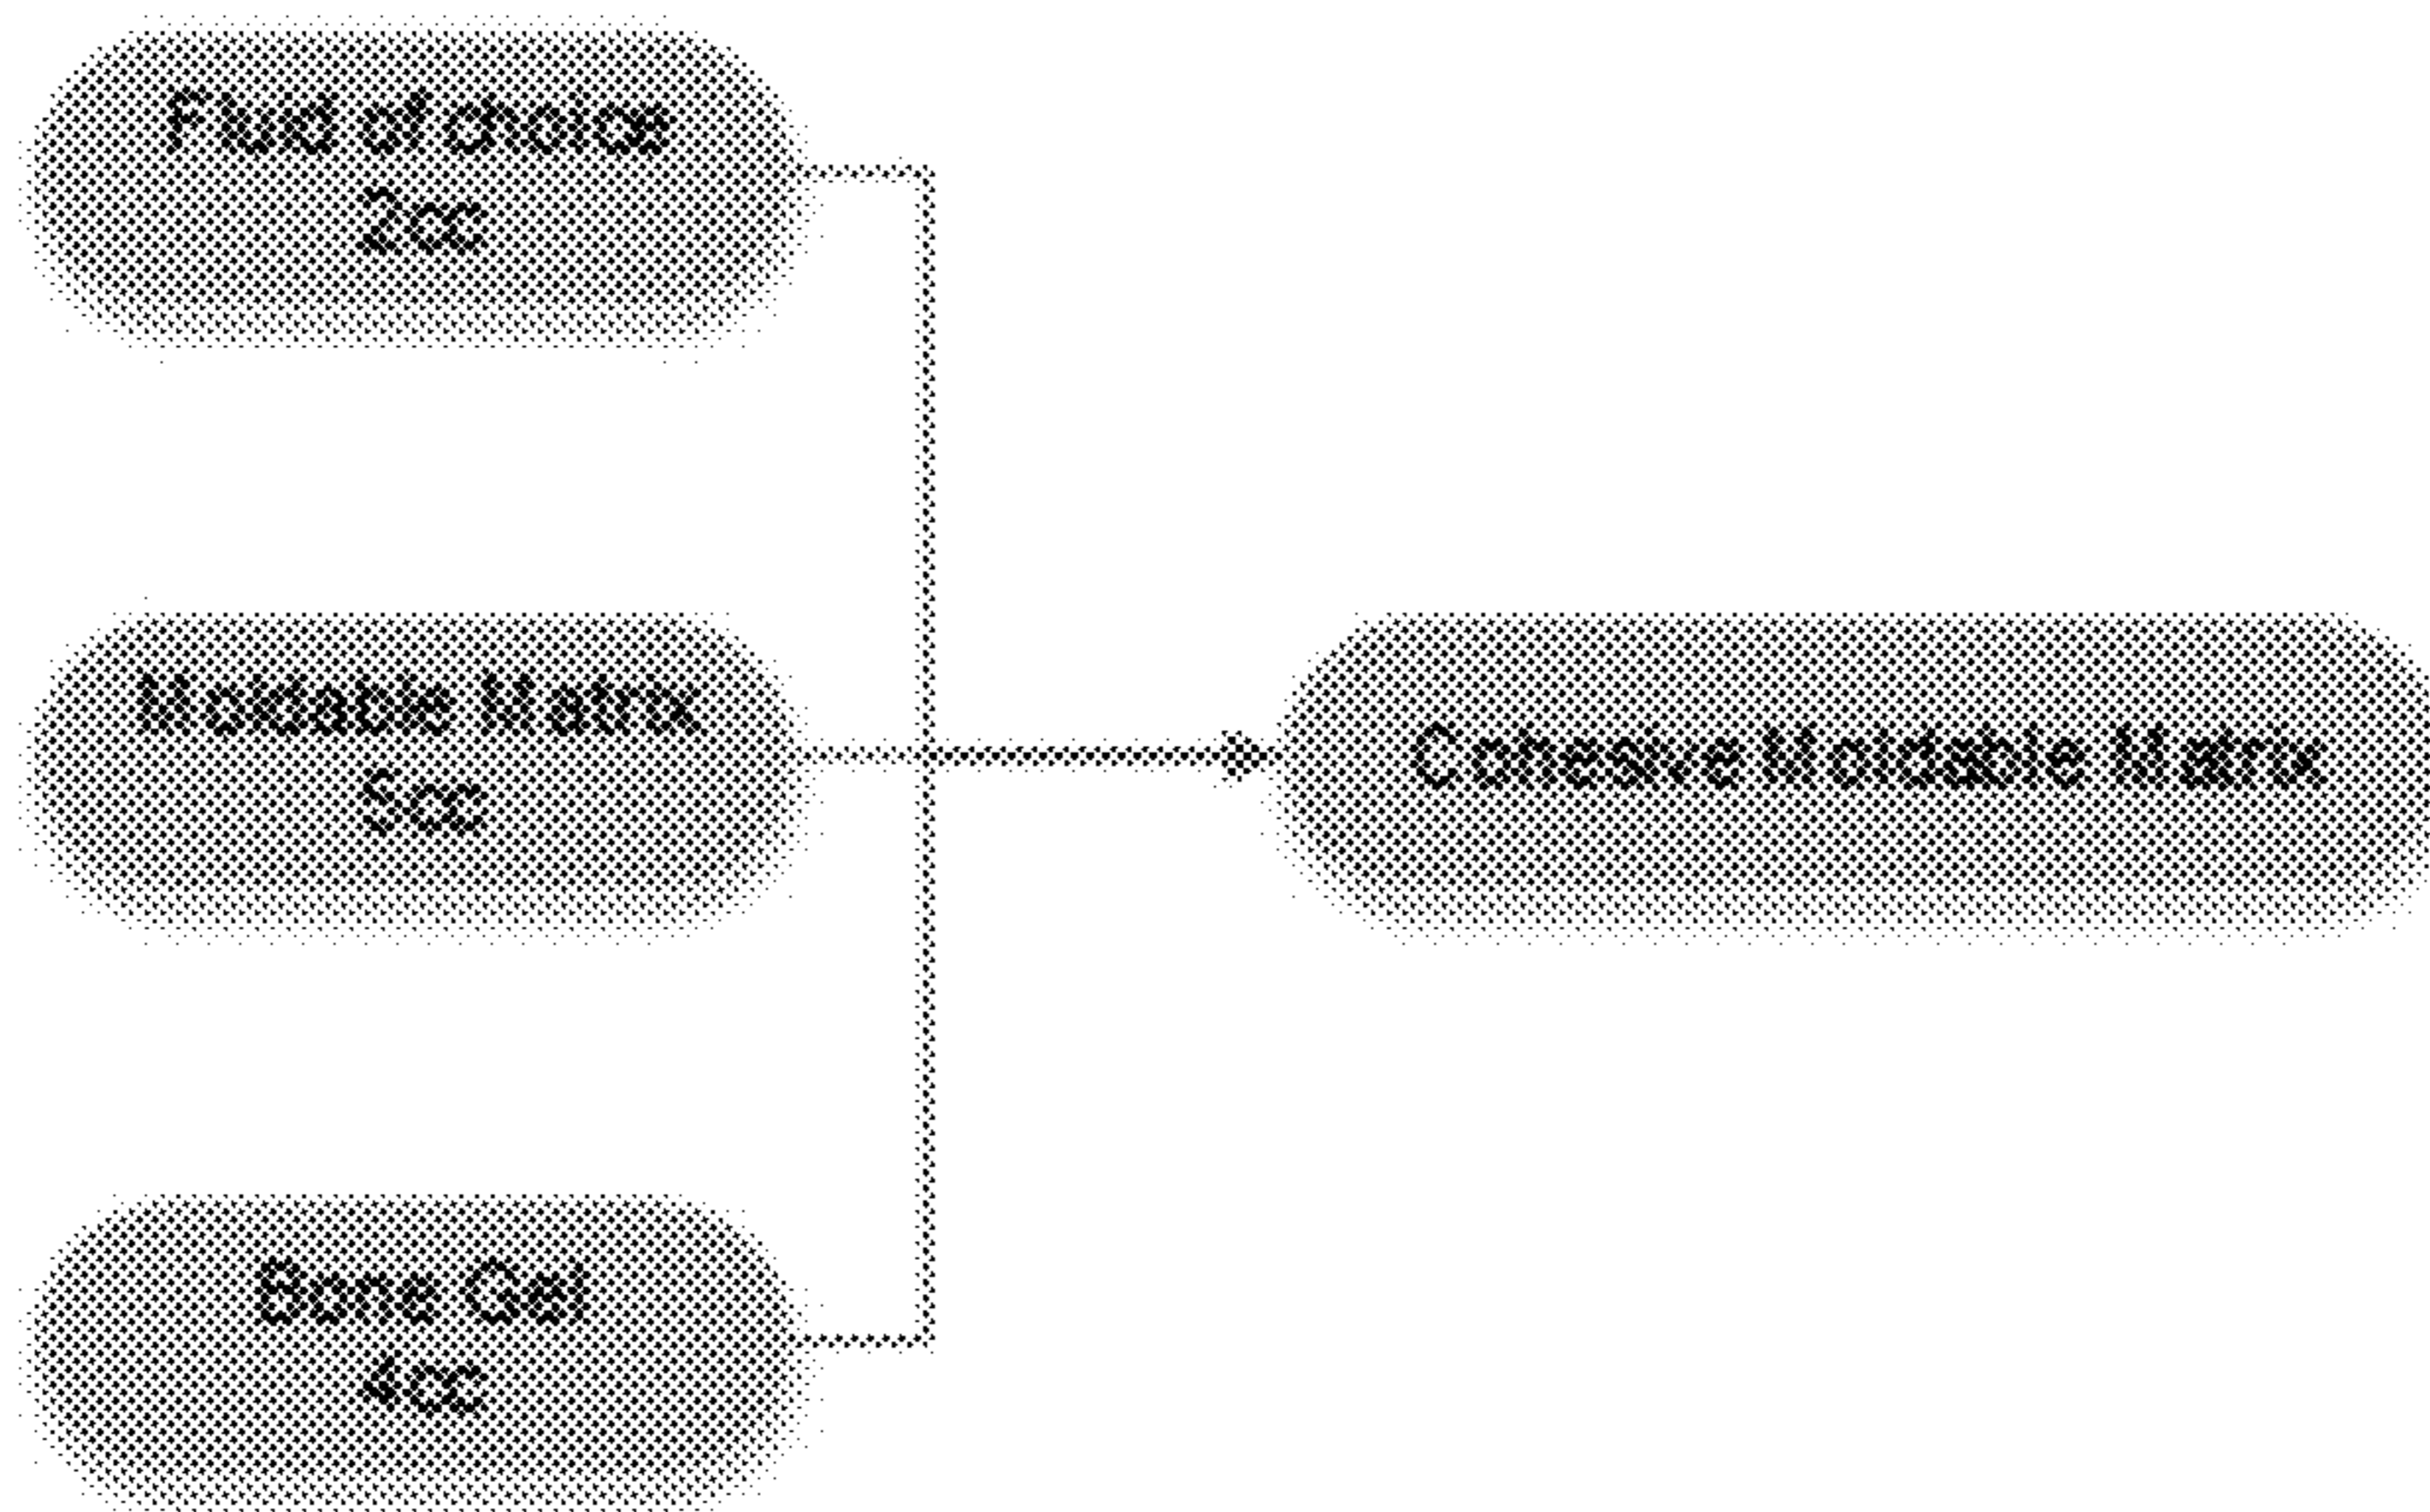 Fluid of choice
2cc
Moldable Matrix
5cc
Cohesive Moldable Matrix
Bone Gel
4cc